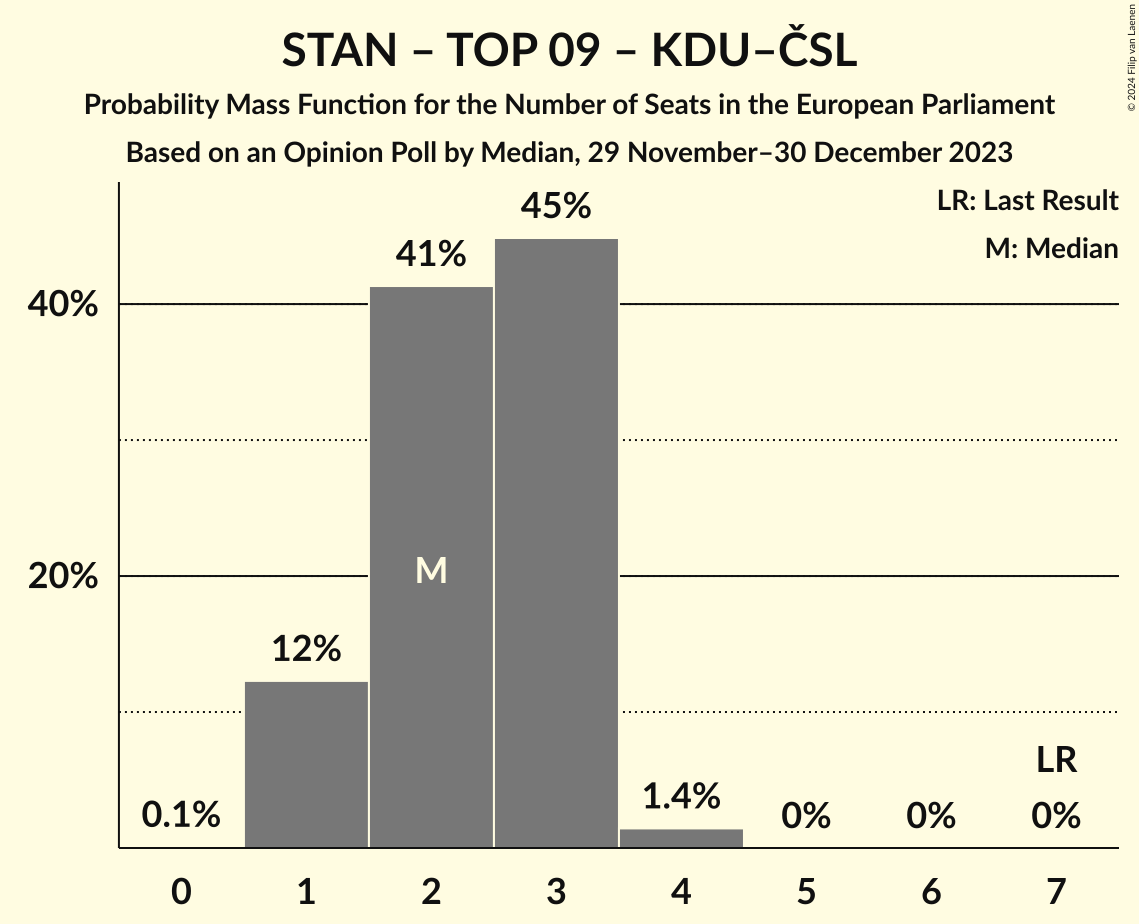 STAN – TOP 09 – KDU–ČSL
Probability Mass Function for the Number of Seats in the European Parliament
Based on an Opinion Poll by Median, 29 November–30 December 2023
© 2024 Filip van Laenen
LR: Last Result
M: Median
45%
41%
40%
M
20%
12%
LR
1.4%
0.1%
0%
0%
0%
0 1 2 3 4 5 6 7